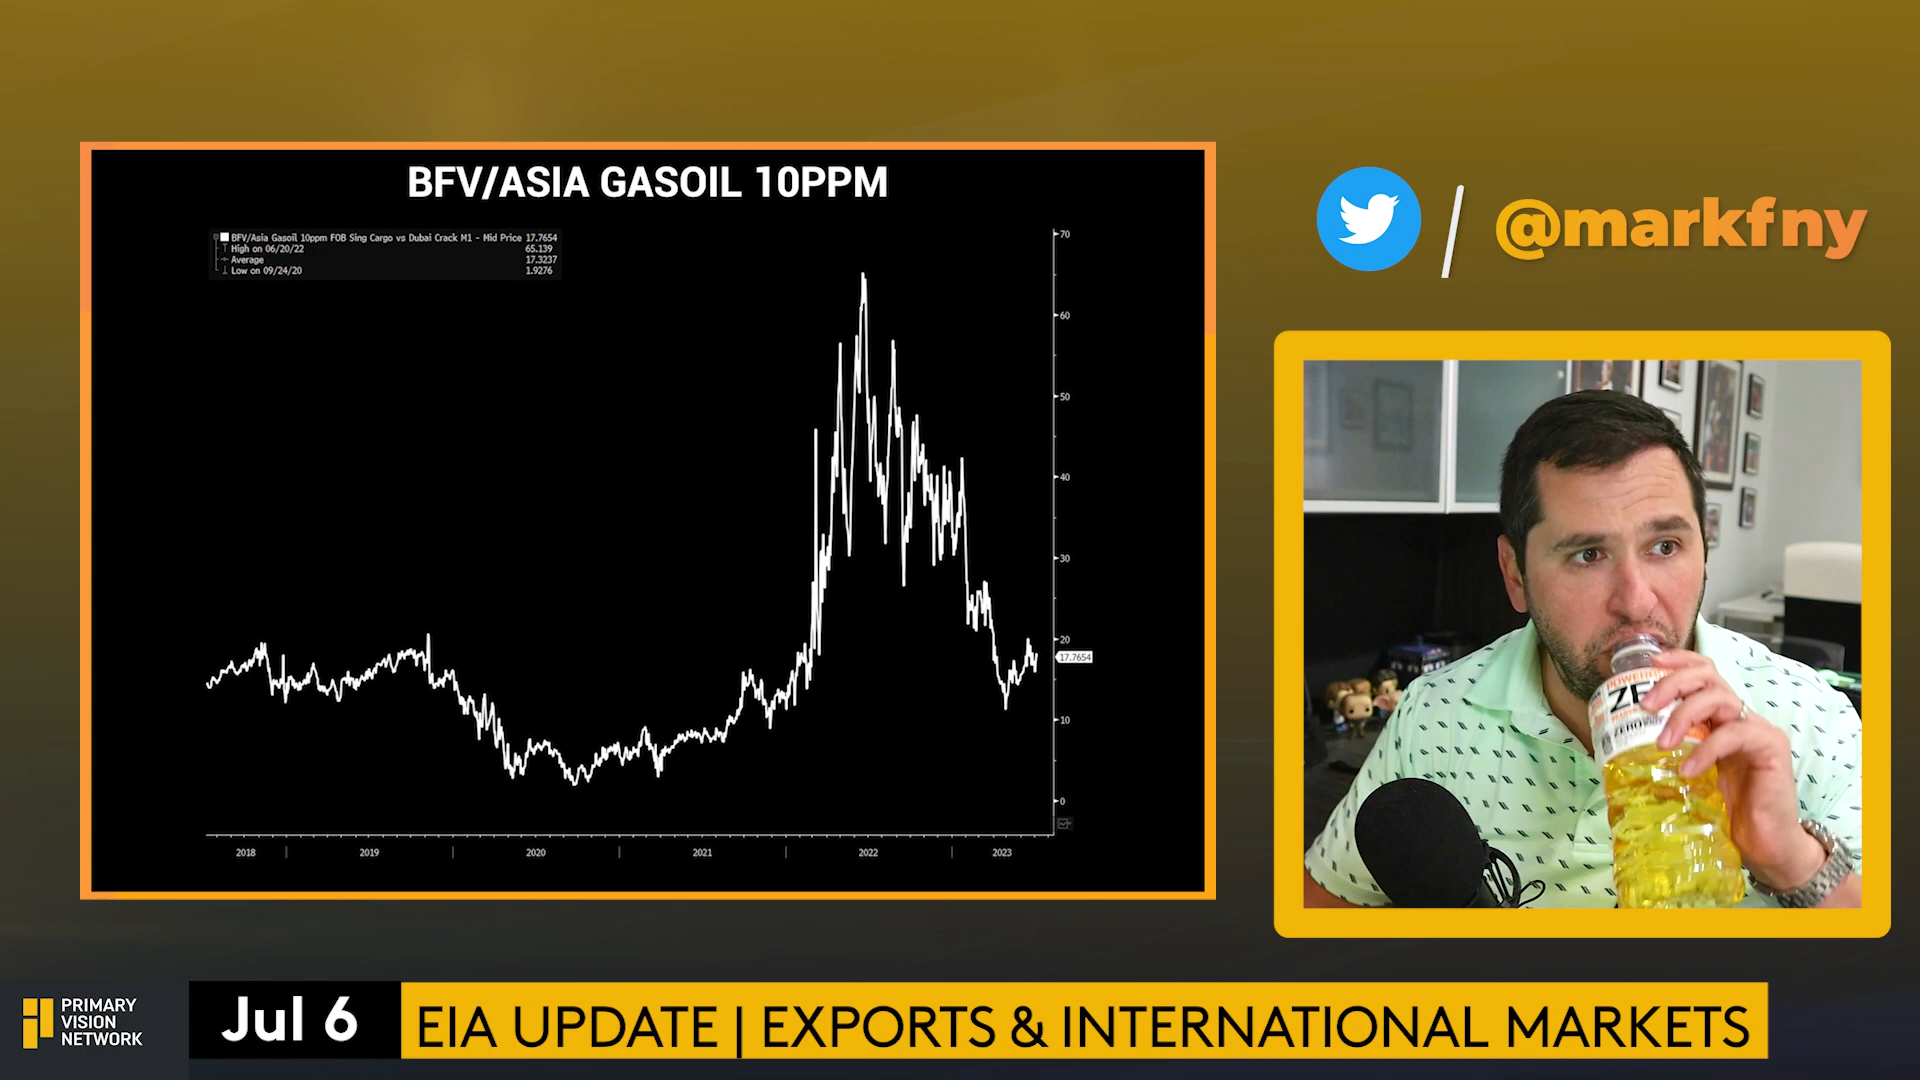 BFV/ASIA GASOIL 10PPM
BFV/Asia Gasoil 10ppm FOB Sing Cargo vs Dubai Crack M1 - Mid Price 17.7654
High on 06/20/22 65.139
Average 17.3237
Low on 09/24/20 1.9276
70
60
50
40
30
20
17.7654
10
0
2018 2019 2020 2021 2022 2023
/ @markfny
POWERADE
ZERO
PRIMARY
VISION
NETWORK
Jul 6
EIA UPDATE | EXPORTS & INTERNATIONAL MARKETS